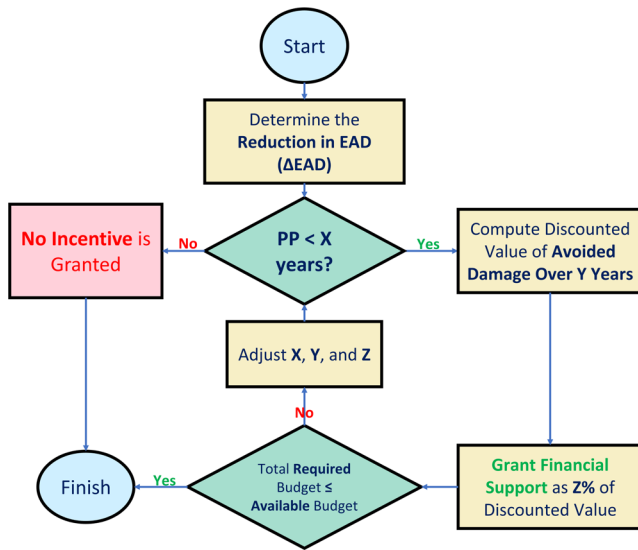 Start
Determine the
Reduction in EAD
(ΔEAD)
No Incentive is
Granted
No
PP < X
years?
Yes
Compute Discounted
Value of Avoided
Damage Over Y Years
Adjust X, Y, and Z
No
Finish
Yes
Total Required
Budget ≤
Available Budget
Grant Financial
Support as Z% of
Discounted Value